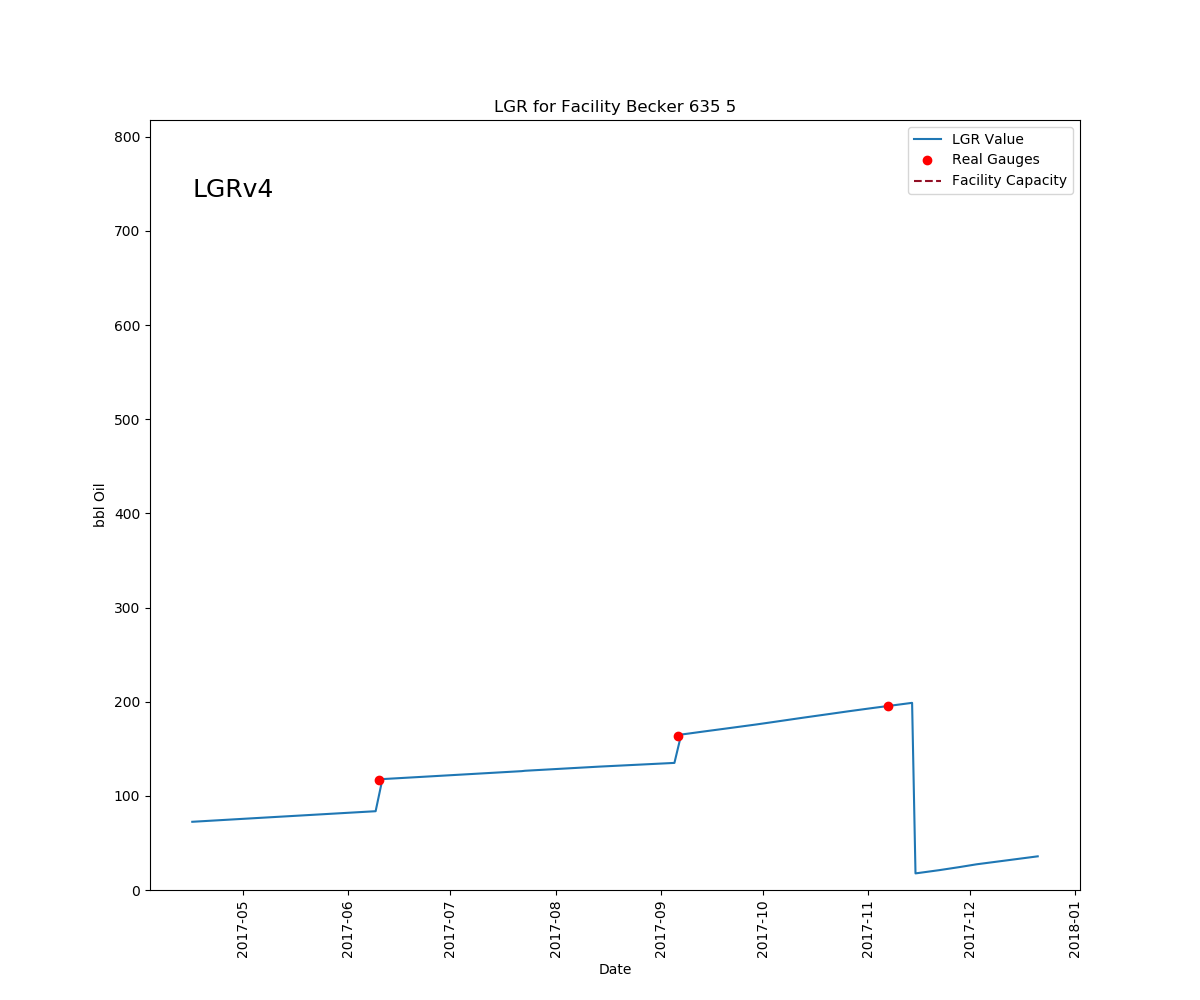 LGR for Facility Becker 635 5
LGR Value
Real Gauges
Facility Capacity
LGRv4
bbl Oil
800
700
600
500
400
300
200
100
0
2017-05
2017-06
2017-07
2017-08
2017-09
2017-10
2017-11
2017-12
2018-01
Date